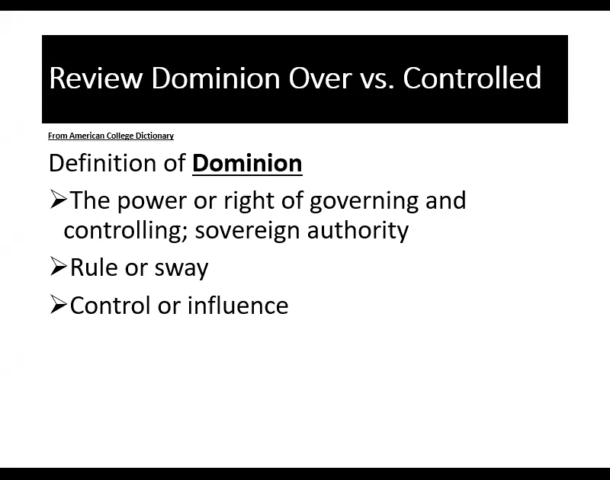 Review Dominion Over vs. Controlled
From American College Dictionary
Definition of Dominion
➢The power or right of governing and
controlling; sovereign authority
➢Rule or sway
➢Control or influence